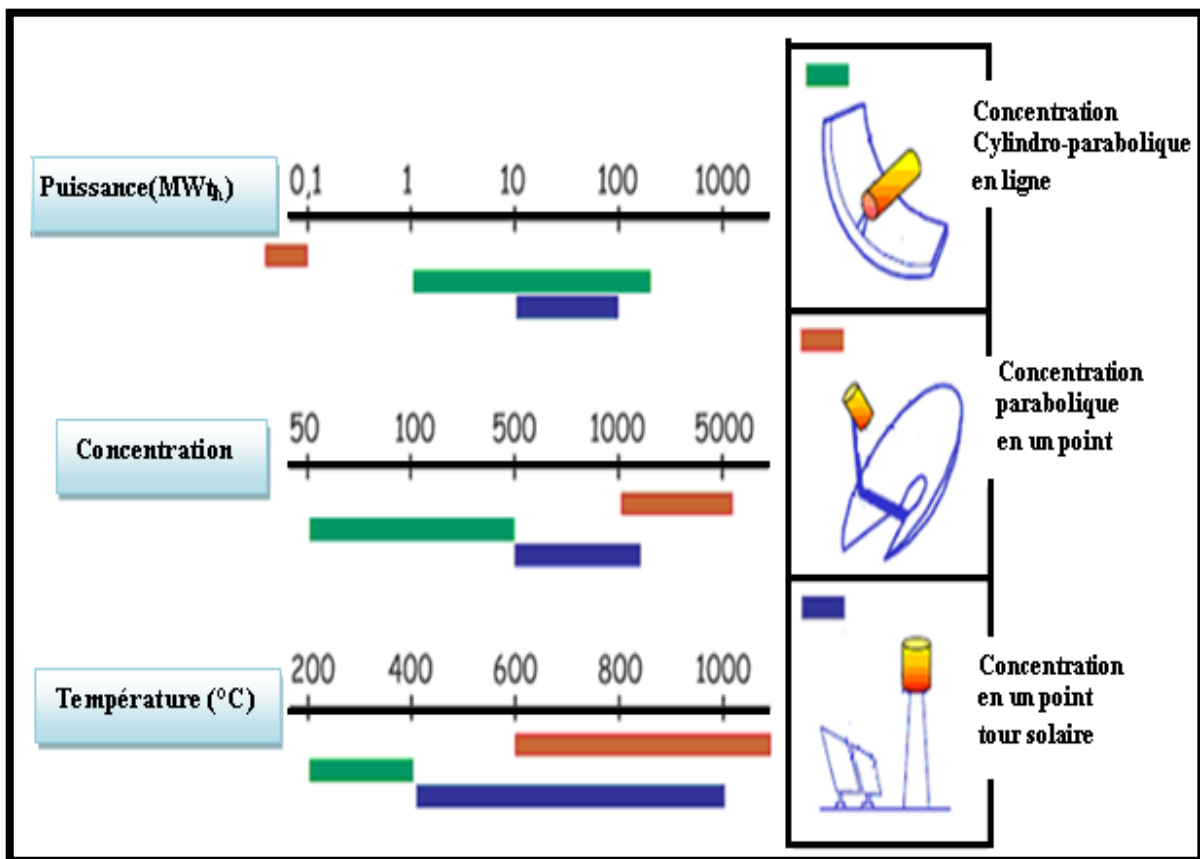 Puissance(MWth)
0,1 1 10 100 1000
Concentration
50 100 500 1000 5000
Température (°C)
200 400 600 800 1000
Concentration
Cylindro-parabolique
en ligne
Concentration
parabolique
en un point
Concentration
en un point
tour solaire